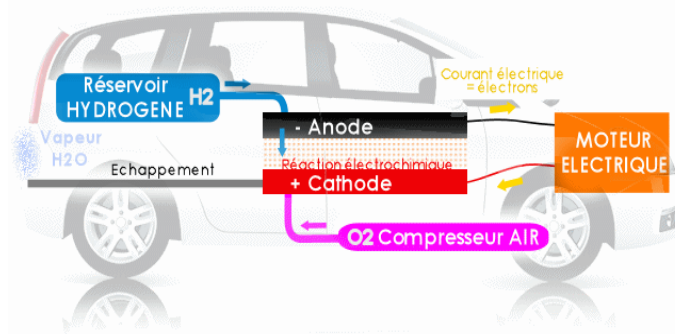 Réservoir
HYDROGENE H2
Courant électrique
= électrons
- Anode
MOTEUR
ELECTRIQUE
Vapeur
H2O
Echappement
Réaction électrochimique
+ Cathode
O2 Compresseur AIR